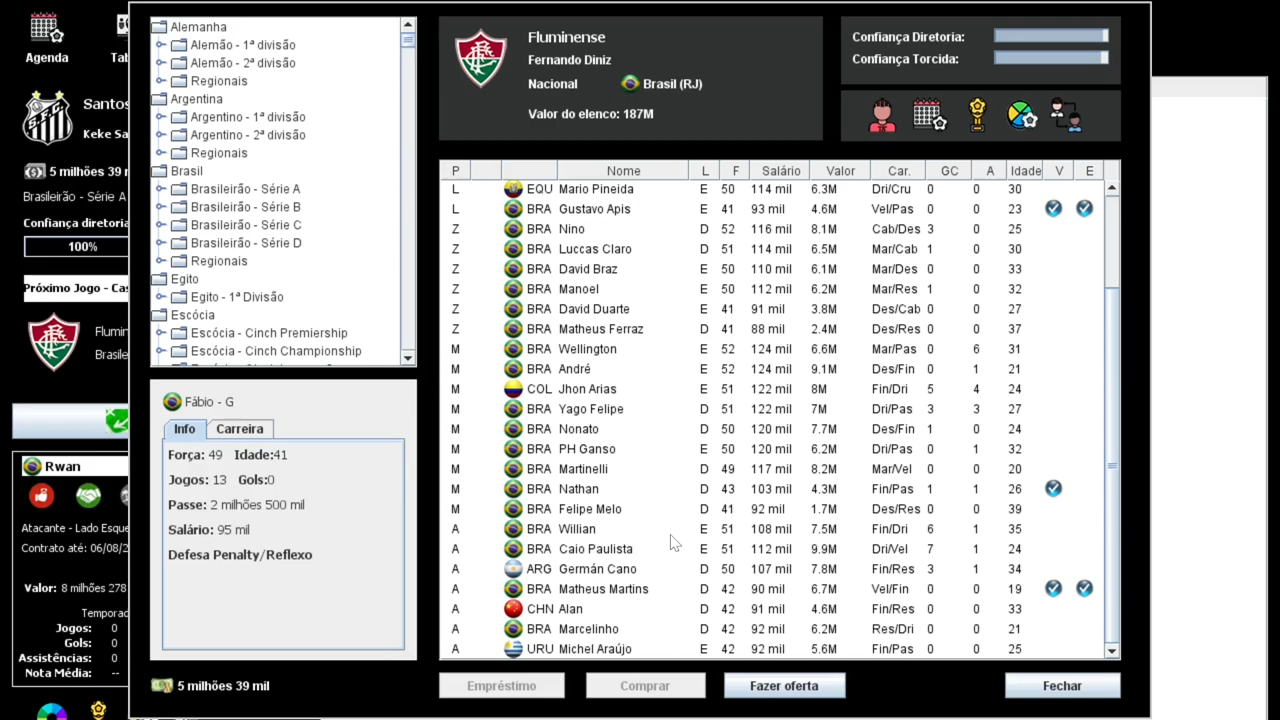 Agenda
Santos
Keke Sa
5 milhões 39 m
Brasileirão - Série A
Confiança diretoria
100%
Próximo Jogo - Cas
Flumin
Brasile
Rwan
Atacante - Lado Esque
Contrato até: 06/08/2
Valor: 8 milhões 278
Temporad
Jogos: 0
Gols: 0
Assistências: 0
Nota Média: --
Alemanha
Alemão - 1ª divisão
Alemão - 2ª divisão
Regionais
Argentina
Argentino - 1ª divisão
Argentino - 2ª divisão
Regionais
Brasil
Brasileirão - Série A
Brasileirão - Série B
Brasileirão - Série C
Brasileirão - Série D
Regionais
Egito
Egito - 1ª Divisão
Escócia
Escócia - Cinch Premiership
Escócia - Cinch Championship
Fábio - G
Info Carreira
Força: 49 Idade:41
Jogos: 13 Gols:0
Passe: 2 milhões 500 mil
Salário: 95 mil
Defesa Penalty/Reflexo
5 milhões 39 mil
Fluminense
Fernando Diniz
Nacional Brasil (RJ)
Valor do elenco: 187M
Confiança Diretoria:
Confiança Torcida:
P Nome L F Salário Valor Car. GC A Idade V E
L EQU Mario Pineida E 50 114 mil 6.3M Dri/Cru 0 0 30
L BRA Gustavo Apis E 41 93 mil 4.6M Vel/Pas 0 0 23
Z BRA Nino D 52 116 mil 8.1M Cab/Des 3 0 25
Z BRA Luccas Claro D 51 114 mil 6.5M Mar/Cab 1 0 30
Z BRA David Braz E 50 110 mil 6.1M Mar/Des 0 0 33
Z BRA Manoel E 50 112 mil 6.2M Mar/Res 1 0 32
Z BRA David Duarte E 41 91 mil 3.8M Des/Cab 0 0 27
Z BRA Matheus Ferraz D 41 88 mil 2.4M Des/Res 0 0 37
M BRA Wellington E 52 124 mil 6.6M Mar/Pas 0 6 31
M BRA André E 52 124 mil 9.1M Des/Fin 0 1 21
M COL Jhon Arias E 51 122 mil 8M Fin/Dri 5 4 24
M BRA Yago Felipe D 51 122 mil 7M Dri/Pas 3 3 27
M BRA Nonato D 50 120 mil 7.7M Des/Fin 1 0 24
M BRA PH Ganso E 50 120 mil 6.2M Dri/Pas 0 1 32
M BRA Martinelli D 49 117 mil 8.2M Mar/Vel 0 0 20
M BRA Nathan D 43 103 mil 4.3M Fin/Pas 1 1 26
M BRA Felipe Melo D 41 92 mil 1.7M Des/Res 0 0 39
A BRA Willian E 51 108 mil 7.5M Fin/Dri 6 1 35
A BRA Caio Paulista E 51 112 mil 9.9M Dri/Vel 7 1 24
A ARG Germán Cano D 50 107 mil 7.8M Fin/Res 3 1 34
A BRA Matheus Martins D 42 90 mil 6.7M Vel/Fin 0 0 19
A CHN Alan D 42 91 mil 4.6M Fin/Res 0 0 33
A BRA Marcelinho D 42 92 mil 6.2M Res/Dri 0 0 21
A URU Michel Araújo E 42 92 mil 5.6M Fin/Pas 0 0 25
Empréstimo Comprar Fazer oferta Fechar